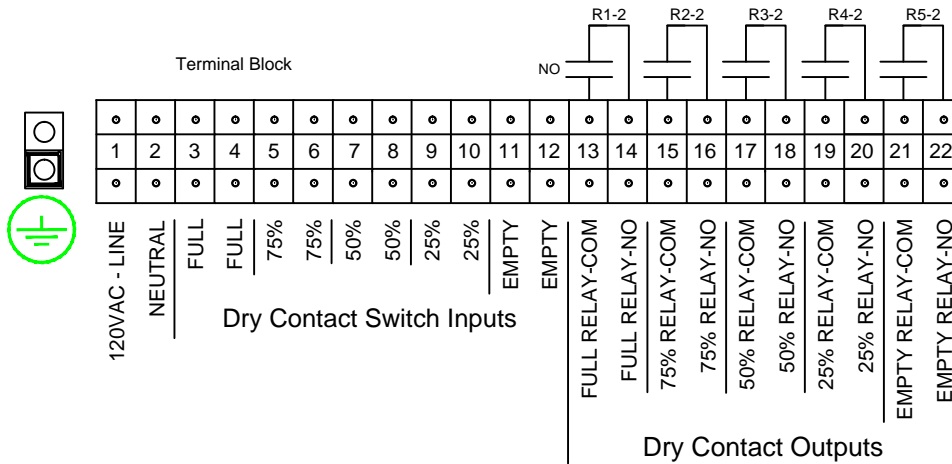 R1-2 R2-2 R3-2 R4-2 R5-2
Terminal Block
NO
1 2 3 4 5 6 7 8 9 10 11 12 13 14 15 16 17 18 19 20 21 22
120VAC - LINE
NEUTRAL
FULL
FULL
75%
75%
50%
50%
25%
25%
EMPTY
EMPTY
FULL RELAY-COM
FULL RELAY-NO
75% RELAY-COM
75% RELAY-NO
50% RELAY-COM
50% RELAY-NO
25% RELAY-COM
25% RELAY-NO
EMPTY RELAY-COM
EMPTY RELAY-NO
Dry Contact Switch Inputs
Dry Contact Outputs